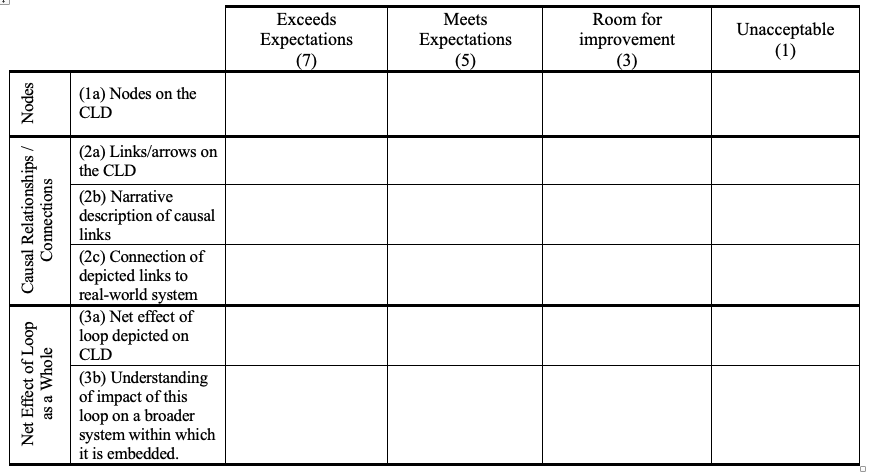 Exceeds
Expectations
(7)
Meets
Expectations
(5)
Room for
improvement
(3)
Unacceptable
(1)
Nodes
(1a) Nodes on the
CLD
Causal Relationships /
Connections
(2a) Links/arrows on
the CLD
(2b) Narrative
description of causal
links
(2c) Connection of
depicted links to
real-world system
Net Effect of Loop
as a Whole
(3a) Net effect of
loop depicted on
CLD
(3b) Understanding
of impact of this
loop on a broader
system within which
it is embedded.